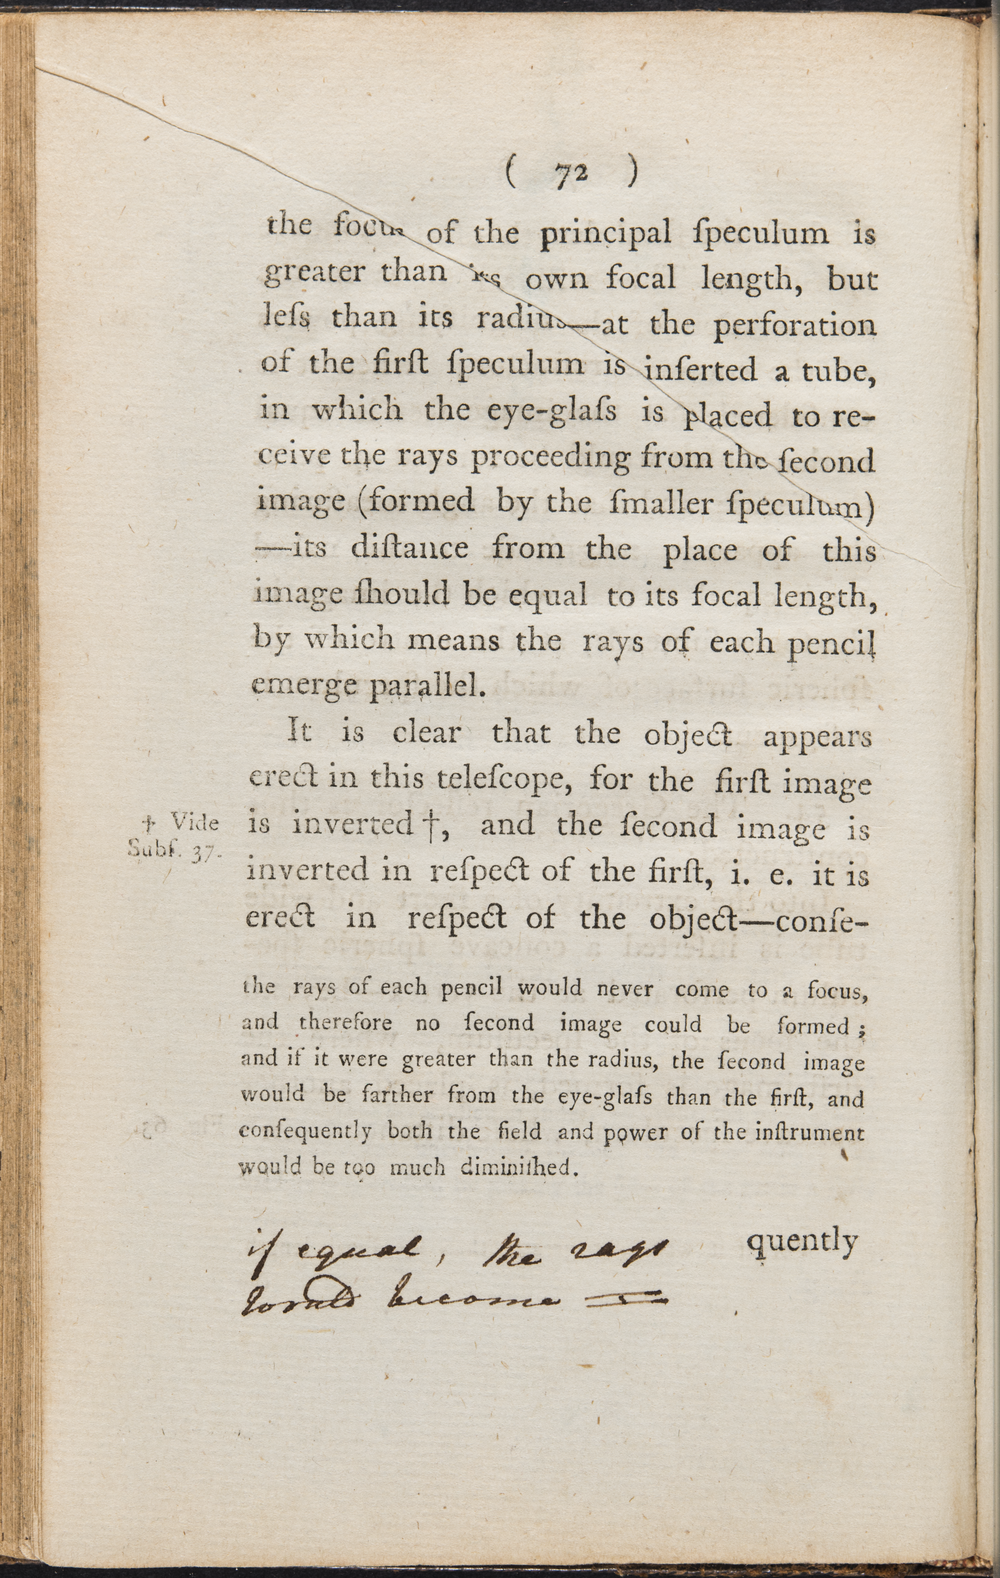 ( 72 )
the focus of the principal ſpeculum is
greater than its own focal length, but
leſs than its radius—at the perforation
of the firſt ſpeculum is inſerted a tube,
in which the eye-glaſs is placed to re-
ceive the rays proceeding from the ſecond
image (formed by the ſmaller ſpeculum)
—its diſtance from the place of this
image ſhould be equal to its focal length,
by which means the rays of each pencil
emerge parallel.
It is clear that the object appears
erect in this teleſcope, for the firſt image
† Vide
Subſ. 37.
is inverted †, and the ſecond image is
inverted in reſpect of the firſt, i. e. it is
erect in reſpect of the object—conſe-
the rays of each pencil would never come to a focus,
and therefore no ſecond image could be formed ;
and if it were greater than the radius, the ſecond image
would be farther from the eye-glaſs than the firſt, and
conſequently both the field and power of the inſtrument
would be too much diminiſhed.
quently
if equal, the rays
would become =